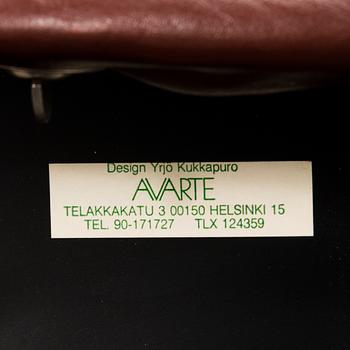 Design Yrjö Kukkapuro
AVARTE
TELAKKAKATU 3 00150 HELSINKI 15
TEL. 90-171727 TLX 124359